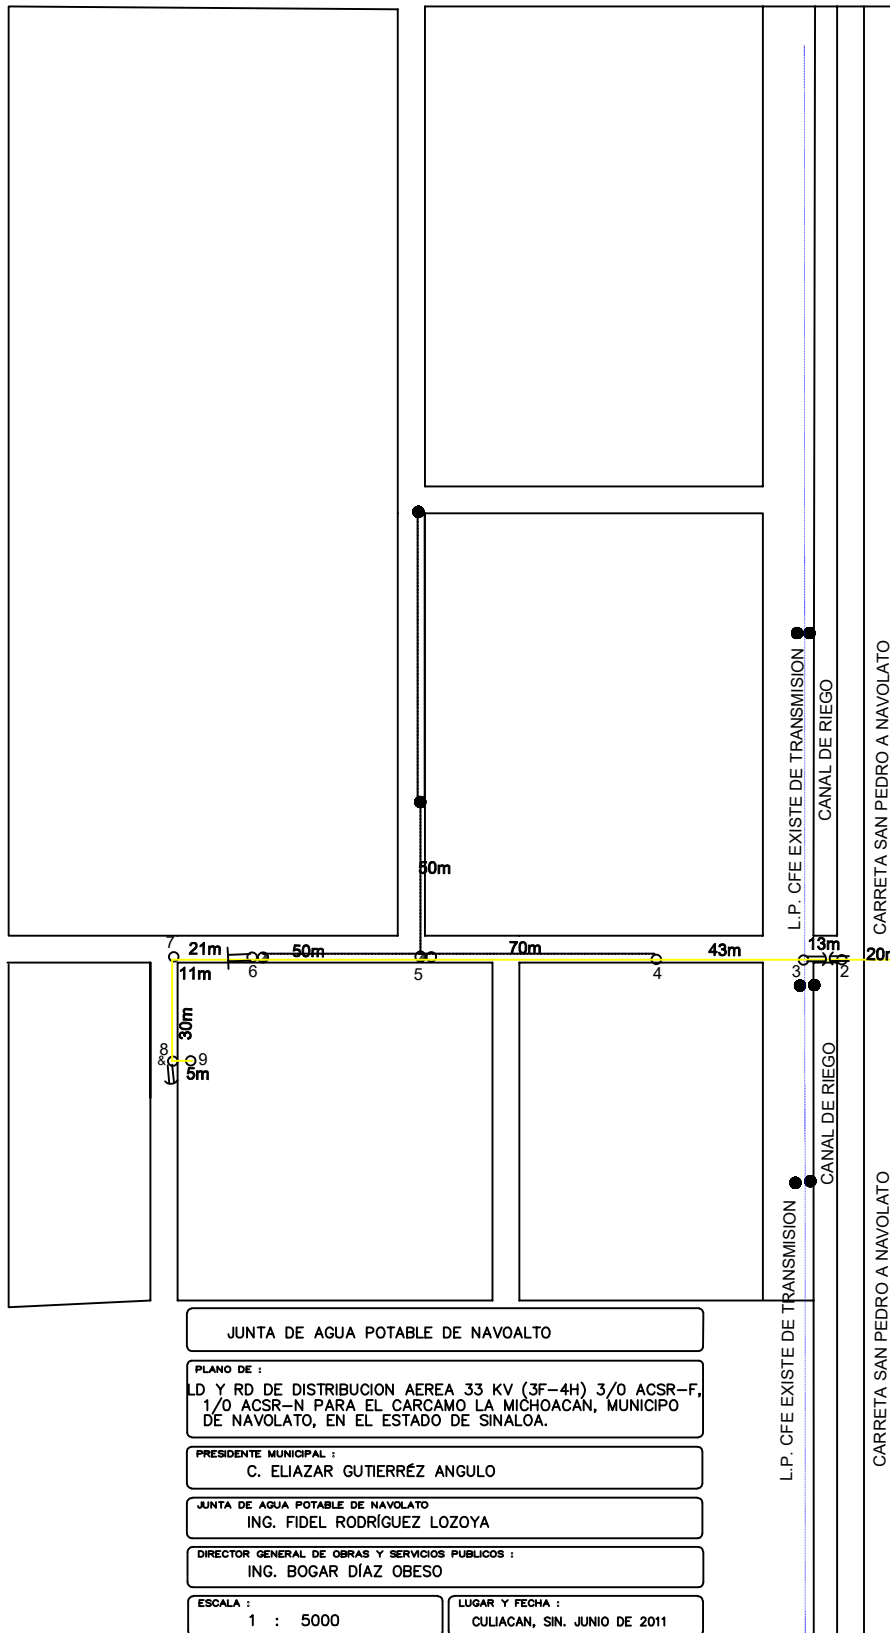 L.P. CFE EXISTE DE TRANSMISION
CANAL DE RIEGO
CARRETA SAN PEDRO A NAVOLATO
50m
7
21m
50m
70m
43m
13m
20m
11m
6
5
4
3
2
30m
8
&
9
5m
CANAL DE RIEGO
L.P. CFE EXISTE DE TRANSMISION
CARRETA SAN PEDRO A NAVOLATO
JUNTA DE AGUA POTABLE DE NAVOALTO
PLANO DE :
LD Y RD DE DISTRIBUCION AEREA 33 KV (3F-4H) 3/0 ACSR-F,
1/0 ACSR-N PARA EL CARCAMO LA MICHOACAN, MUNICIPO
DE NAVOLATO, EN EL ESTADO DE SINALOA.
PRESIDENTE MUNICIPAL :
C. ELIAZAR GUTIERRÉZ ANGULO
JUNTA DE AGUA POTABLE DE NAVOLATO
ING. FIDEL RODRÍGUEZ LOZOYA
DIRECTOR GENERAL DE OBRAS Y SERVICIOS PUBLICOS :
ING. BOGAR DÍAZ OBESO
ESCALA :
1 : 5000
LUGAR Y FECHA :
CULIACAN, SIN. JUNIO DE 2011